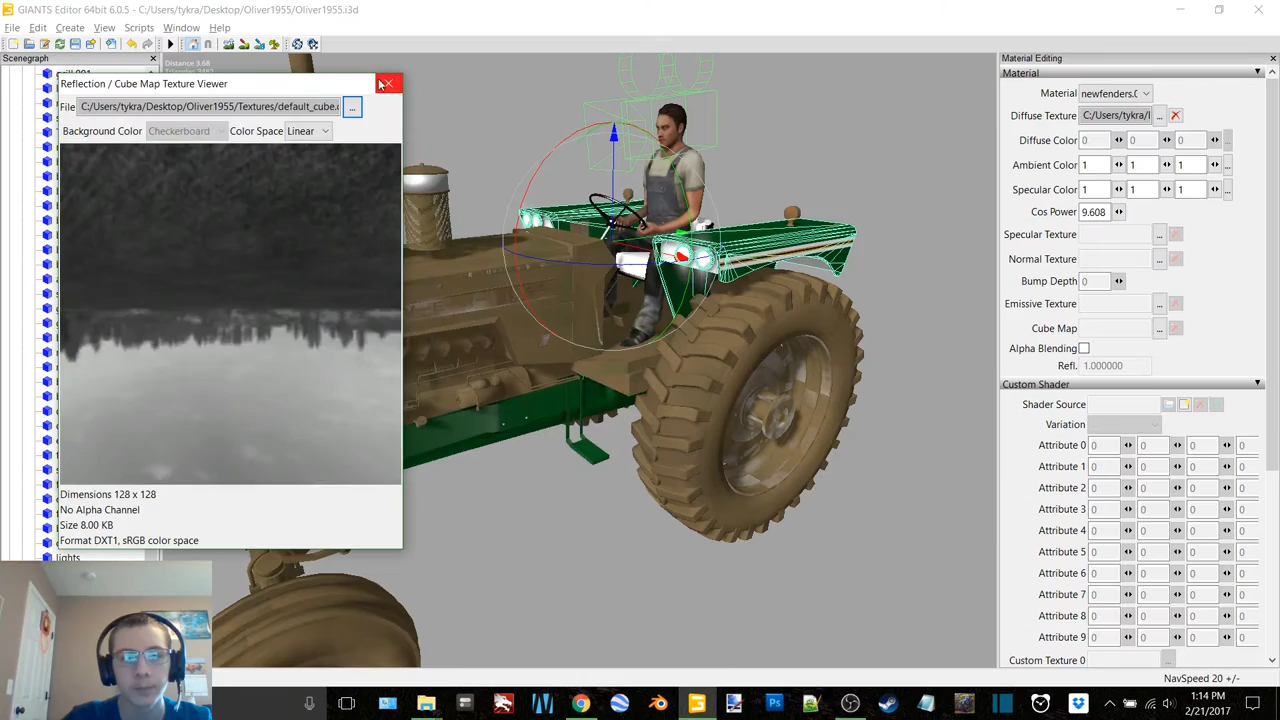 GIANTS Editor 64bit 6.0.5 - C:/Users/tykra/Desktop/Oliver1955/Oliver1955.i3d
File Edit Create View Scripts Window Help
Scenegraph
Distance 3.68
Material Editing
Reflection / Cube Map Texture Viewer
File C:/Users/tykra/Desktop/Oliver1955/Textures/default_cube.
Background Color Checkerboard Color Space Linear
Dimensions 128 x 128
No Alpha Channel
Size 8.00 KB
Format DXT1, sRGB color space
lights
Material
Material newfenders.
Diffuse Texture C:/Users/tykra/
Diffuse Color 0 0 0
Ambient Color 1 1 1
Specular Color 1 1 1
Cos Power 9.608
Specular Texture
Normal Texture
Bump Depth 0
Emissive Texture
Cube Map
Alpha Blending
Refl. 1.000000
Custom Shader
Shader Source
Variation
Attribute 0 0 0 0 0
Attribute 1 0 0 0 0
Attribute 2 0 0 0 0
Attribute 3 0 0 0 0
Attribute 4 0 0 0 0
Attribute 5 0 0 0 0
Attribute 6 0 0 0 0
Attribute 7 0 0 0 0
Attribute 8 0 0 0 0
Attribute 9 0 0 0 0
Custom Texture 0
NavSpeed 20 +/-
1:14 PM
2/21/2017